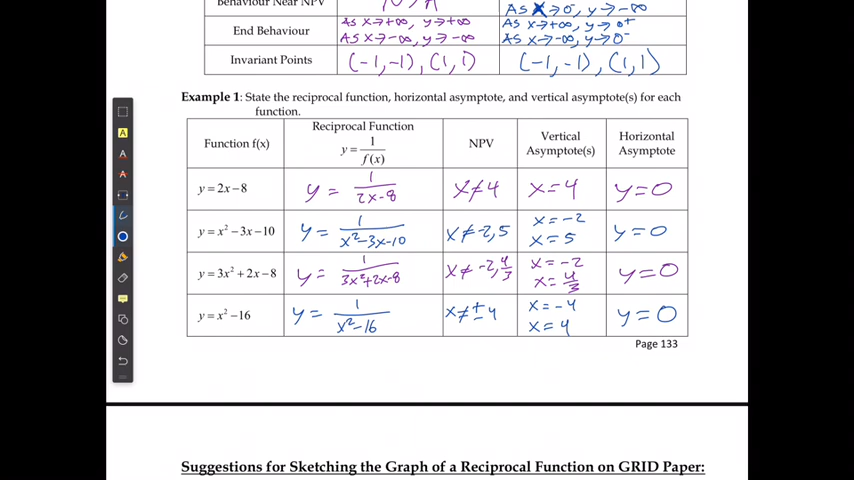 Behaviour Near NPV
As x→0⁻, y→ -∞
End Behaviour
As x→+∞, y→+∞
As x→-∞, y→-∞
As x→+∞, y→0⁺
As x→-∞, y→0⁻
Invariant Points
(-1,-1), (1,1)
(-1,-1), (1,1)
Example 1: State the reciprocal function, horizontal asymptote, and vertical asymptote(s) for each
function.
Function f(x)
Reciprocal Function
y = 1/f(x)
NPV
Vertical
Asymptote(s)
Horizontal
Asymptote
y = 2x – 8
y = 1/(2x-8)
x≠4
x=4
y=0
y = x² – 3x – 10
y = 1/(x²-3x-10)
x≠-2,5
x=-2
x=5
y=0
y = 3x² + 2x – 8
y = 1/(3x²+2x-8)
x≠-2, 4/3
x=-2
x=4/3
y=0
y = x² – 16
y = 1/(x²-16)
x≠±4
x=-4
x=4
y=0
Page 133
Suggestions for Sketching the Graph of a Reciprocal Function on GRID Paper: